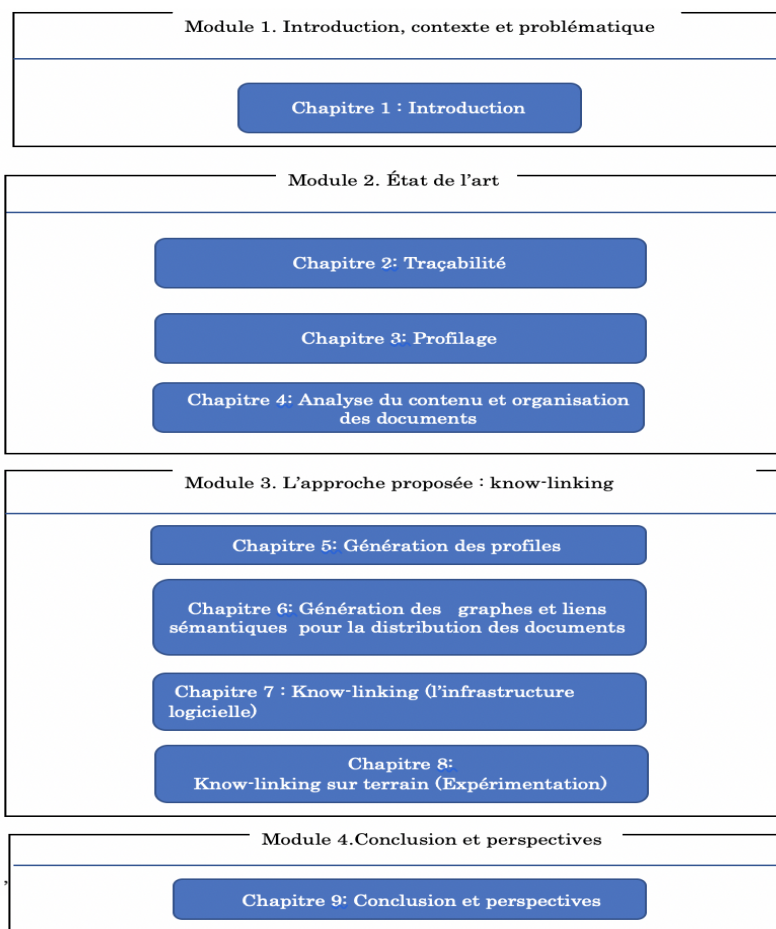 Module 1. Introduction, contexte et problématique
Chapitre 1 : Introduction
Module 2. État de l’art
Chapitre 2: Traçabilité
Chapitre 3: Profilage
Chapitre 4: Analyse du contenu et organisation
des documents
Module 3. L’approche proposée : know-linking
Chapitre 5: Génération des profiles
Chapitre 6: Génération des graphes et liens
sémantiques pour la distribution des documents
Chapitre 7 : Know-linking (l’infrastructure
logicielle)
Chapitre 8:
Know-linking sur terrain (Expérimentation)
Module 4.Conclusion et perspectives
,
Chapitre 9: Conclusion et perspectives